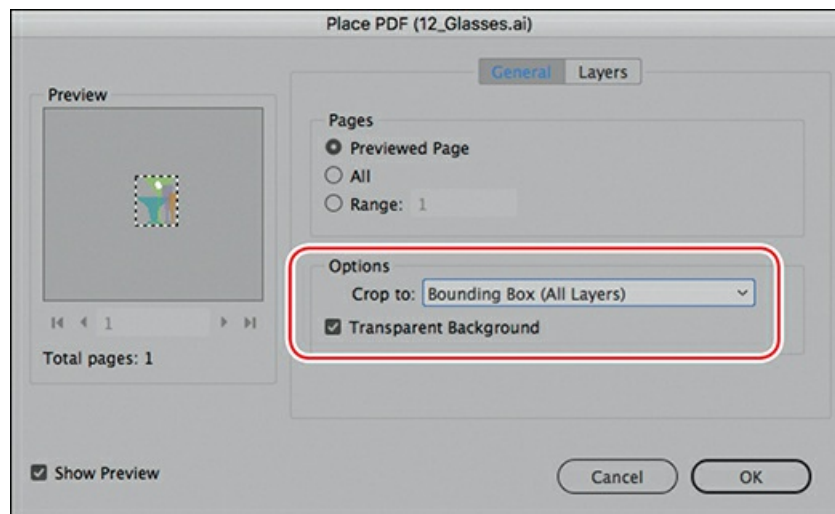 Place PDF (12_Glasses.ai)
General Layers
Preview
Pages
Previewed Page
All
Range: 1
Options
Crop to: Bounding Box (All Layers)
Transparent Background
1
Total pages: 1
Show Preview
Cancel OK